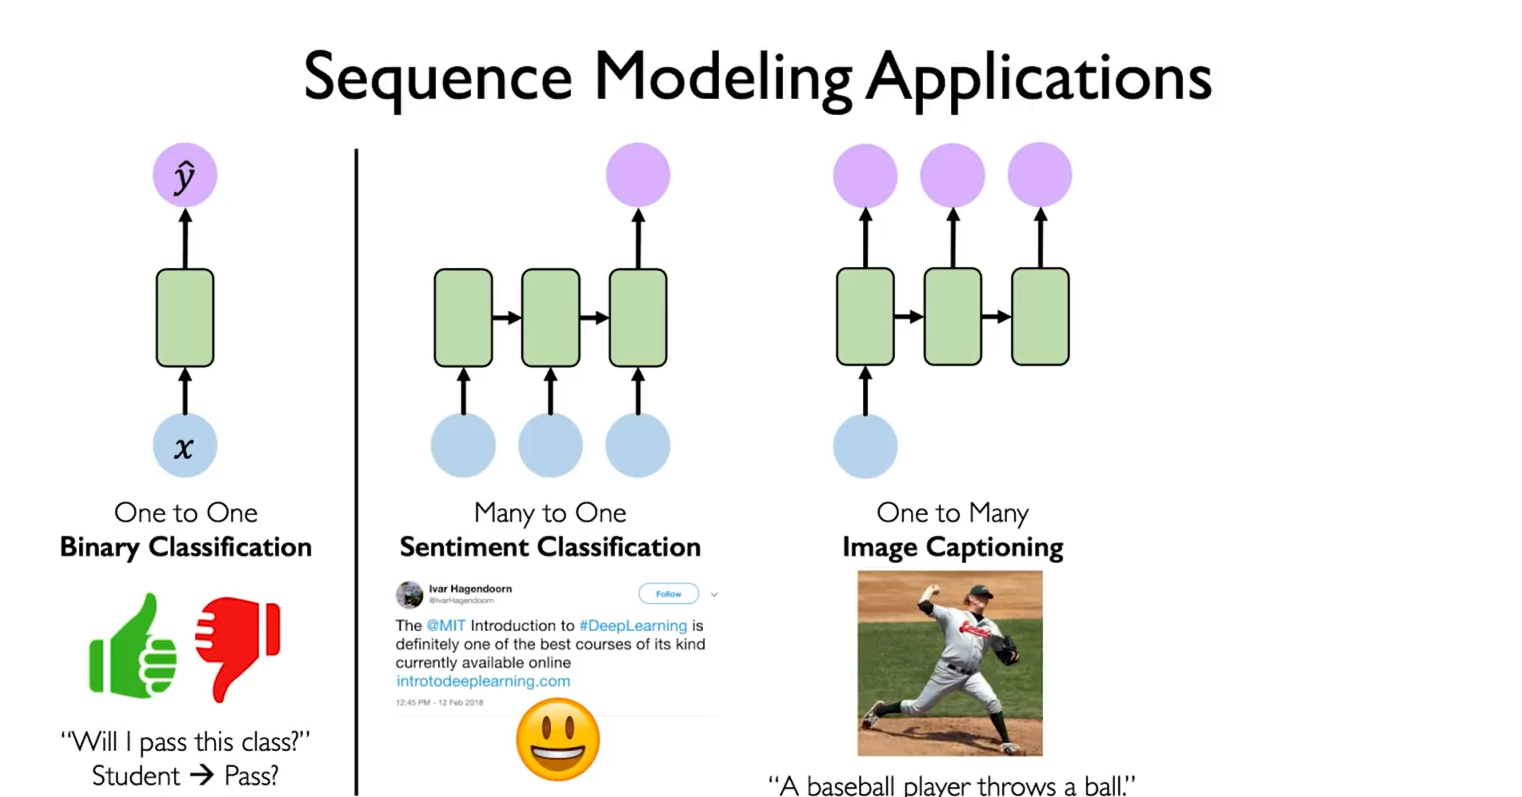 Sequence Modeling Applications
ŷ
x
One to One
Binary Classification
“Will I pass this class?”
Student → Pass?
Many to One
Sentiment Classification
Ivar Hagendoorn
@IvarHagendoorn
Follow
The @MIT Introduction to #DeepLearning is
definitely one of the best courses of its kind
currently available online
introtodeeplearning.com
12:45 PM - 12 Feb 2018
One to Many
Image Captioning
“A baseball player throws a ball.”